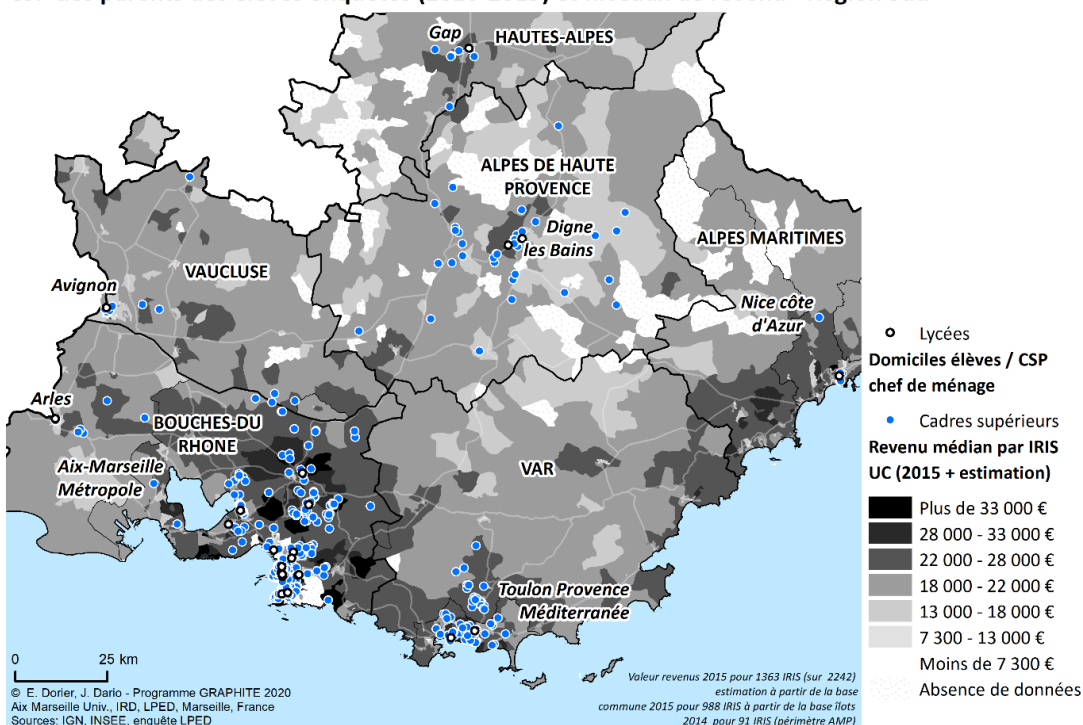 Gap
HAUTES-ALPES
ALPES DE HAUTE
PROVENCE
Digne
les Bains
ALPES MARITIMES
VAUCLUSE
Avignon
Nice côte
d'Azur
Arles
BOUCHES-DU
RHONE
Aix-Marseille
Métropole
VAR
Toulon Provence
Méditerranée
Lycées
Domiciles élèves / CSP
chef de ménage
Cadres supérieurs
Revenu médian par IRIS
UC (2015 + estimation)
Plus de 33 000 €
28 000 - 33 000 €
22 000 - 28 000 €
18 000 - 22 000 €
13 000 - 18 000 €
7 300 - 13 000 €
Moins de 7 300 €
Absence de données
0 25 km
© E. Dorier, J. Dario - Programme GRAPHITE 2020
Aix Marseille Univ., IRD, LPED, Marseille, France
Sources: IGN, INSEE, enquête LPED
Valeur revenus 2015 pour 1363 IRIS (sur 2242)
estimation à partir de la base
commune 2015 pour 988 IRIS à partir de la base îlots
2014 pour 91 IRIS (périmètre AMP)